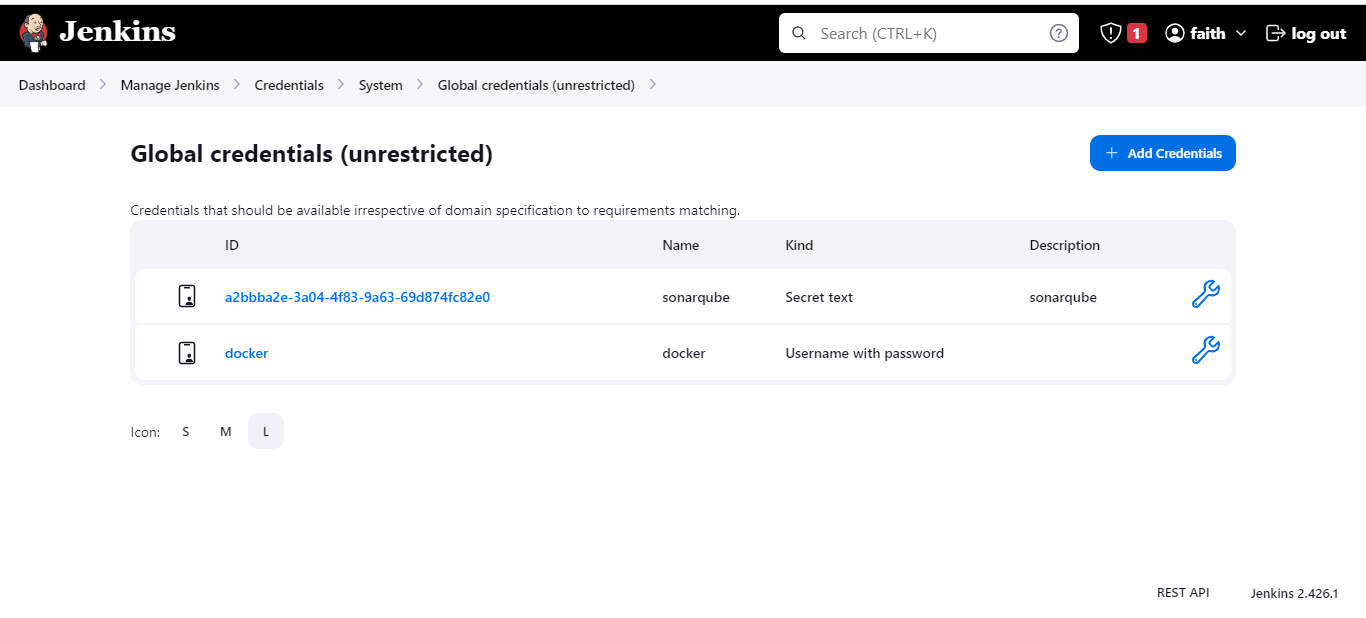 Jenkins Search (CTRL+K) ? 1 faith log out
Dashboard Manage Jenkins Credentials System Global credentials (unrestricted)
Global credentials (unrestricted) + Add Credentials
Credentials that should be available irrespective of domain specification to requirements matching.
ID Name Kind Description
a2bbba2e-3a04-4f83-9a63-69d874fc82e0 sonarqube Secret text sonarqube
docker docker Username with password
Icon: S M L
REST API Jenkins 2.426.1